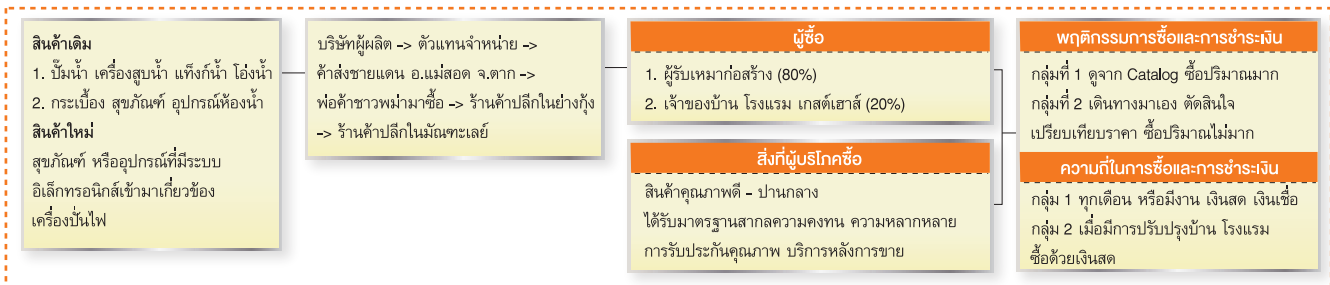 สินค้าเดิม
1. ปั๊มน้ำ เครื่องสูบน้ำ แท็งก์น้ำ โอ่งน้ำ
2. กระเบื้อง สุขภัณฑ์ อุปกรณ์ห้องน้ำ
สินค้าใหม่
สุขภัณฑ์ หรืออุปกรณ์ที่มีระบบ
อิเล็กทรอนิกส์เข้ามาเกี่ยวข้อง
เครื่องปั่นไฟ
บริษัทผู้ผลิต -> ตัวแทนจำหน่าย ->
ค้าส่งชายแดน อ.แม่สอด จ.ตาก ->
พ่อค้าชาวพม่ามาซื้อ -> ร้านค้าปลีกในย่างกุ้ง
-> ร้านค้าปลีกในมัณฑะเลย์
ผู้ซื้อ
1. ผู้รับเหมาก่อสร้าง (80%)
2. เจ้าของบ้าน โรงแรม เกสต์เฮาส์ (20%)
สิ่งที่ผู้บริโภคซื้อ
สินค้าคุณภาพดี - ปานกลาง
ได้รับมาตรฐานสากลความคงทน ความหลากหลาย
การรับประกันคุณภาพ บริการหลังการขาย
พฤติกรรมการซื้อและการชำระเงิน
กลุ่มที่ 1 ดูจาก Catalog ซื้อปริมาณมาก
กลุ่มที่ 2 เดินทางมาเอง ตัดสินใจ
เปรียบเทียบราคา ซื้อปริมาณไม่มาก
ความถี่ในการซื้อและการชำระเงิน
กลุ่ม 1 ทุกเดือน หรือมีงาน เงินสด เงินเชื่อ
กลุ่ม 2 เมื่อมีการปรับปรุงบ้าน โรงแรม
ซื้อด้วยเงินสด